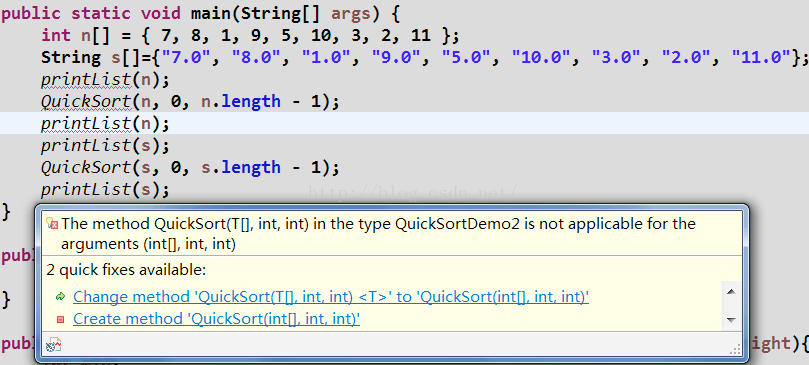 public static void main(String[] args) {
int n[] = { 7, 8, 1, 9, 5, 10, 3, 2, 11 };
String s[]={"7.0", "8.0", "1.0", "9.0", "5.0", "10.0", "3.0", "2.0", "11.0"};
printList(n);
QuickSort(n, 0, n.length - 1);
printList(n);
printList(s);
QuickSort(s, 0, s.length - 1);
printList(s);
http://blog.csdn.net/
}
The method QuickSort(T[], int, int) in the type QuickSortDemo2 is not applicable for the
arguments (int[], int, int)
publ
2 quick fixes available:
Change method 'QuickSort(T[], int, int) <T>' to 'QuickSort(int[], int, int)'
}
Create method 'QuickSort(int[], int, int)'
publ ight){